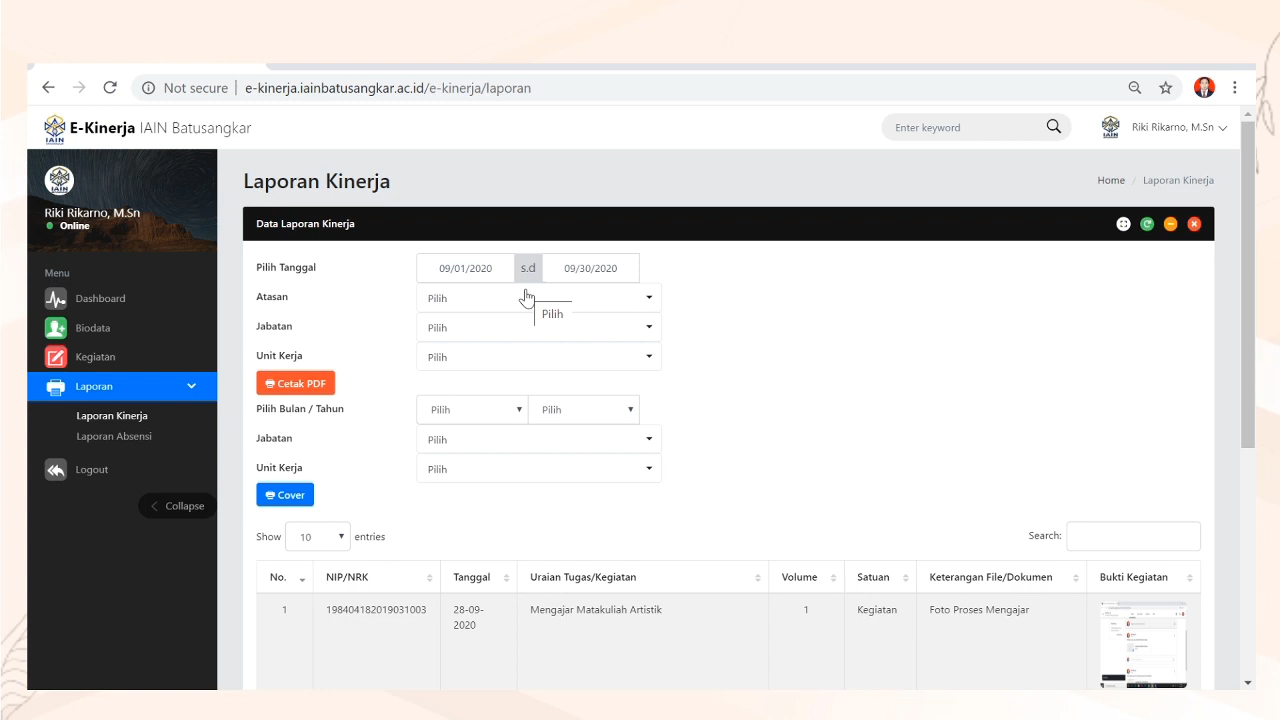 Not secure | e-kinerja.iainbatusangkar.ac.id/e-kinerja/laporan
IAIN
E-Kinerja IAIN Batusangkar
Enter keyword
IAIN
Riki Rikarno, M.Sn
IAIN
Riki Rikarno, M.Sn
Online
Menu
Dashboard
Biodata
Kegiatan
Laporan
Laporan Kinerja
Laporan Absensi
Logout
Collapse
Laporan Kinerja
Home / Laporan Kinerja
Data Laporan Kinerja
Pilih Tanggal
09/01/2020 s.d 09/30/2020
Atasan
Pilih
Pilih
Jabatan
Pilih
Unit Kerja
Pilih
Cetak PDF
Pilih Bulan / Tahun
Pilih
Pilih
Jabatan
Pilih
Unit Kerja
Pilih
Cover
Show 10 entries
Search:
No. NIP/NRK Tanggal Uraian Tugas/Kegiatan Volume Satuan Keterangan File/Dokumen Bukti Kegiatan
1 198404182019031003 28-09-2020 Mengajar Matakuliah Artistik 1 Kegiatan Foto Proses Mengajar